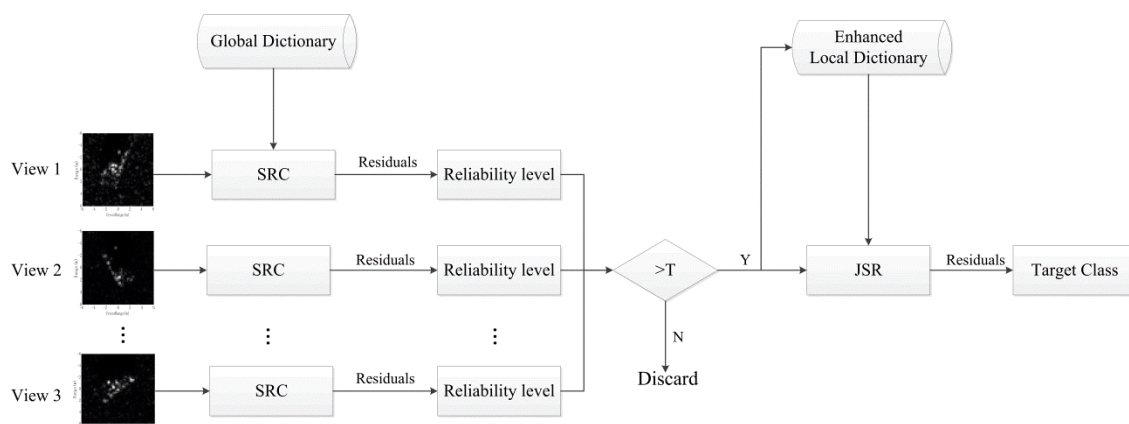 Global Dictionary
Enhanced
Local Dictionary
View 1
SRC
Residuals
Reliability level
View 2
SRC
Residuals
Reliability level
>T
Y
JSR
Residuals
Target Class
N
Discard
View 3
SRC
Residuals
Reliability level